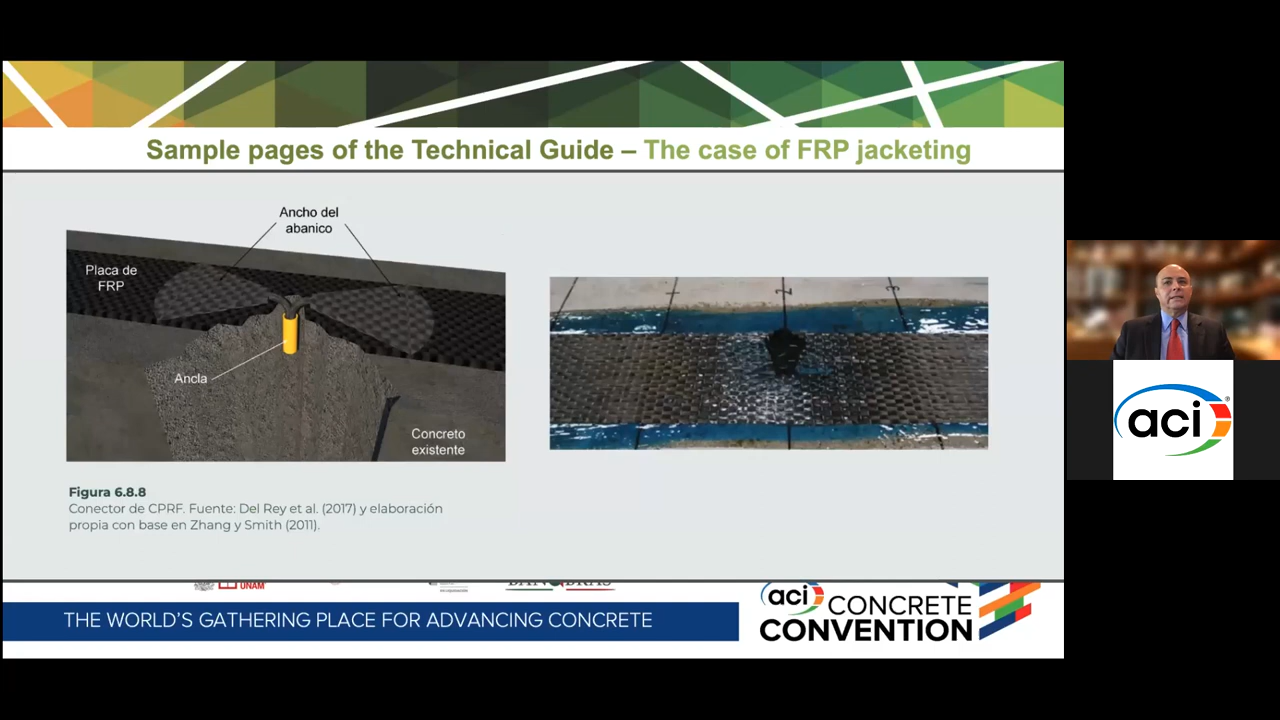 Sample pages of the Technical Guide – The case of FRP jacketing
Ancho del
abanico
Placa de
FRP
Ancla
Concreto
existente
Figura 6.8.8
Conector de CPRF. Fuente: Del Rey et al. (2017) y elaboración
propia con base en Zhang y Smith (2011).
UNAM
THE WORLD'S GATHERING PLACE FOR ADVANCING CONCRETE
aci CONCRETE
CONVENTION
aci®